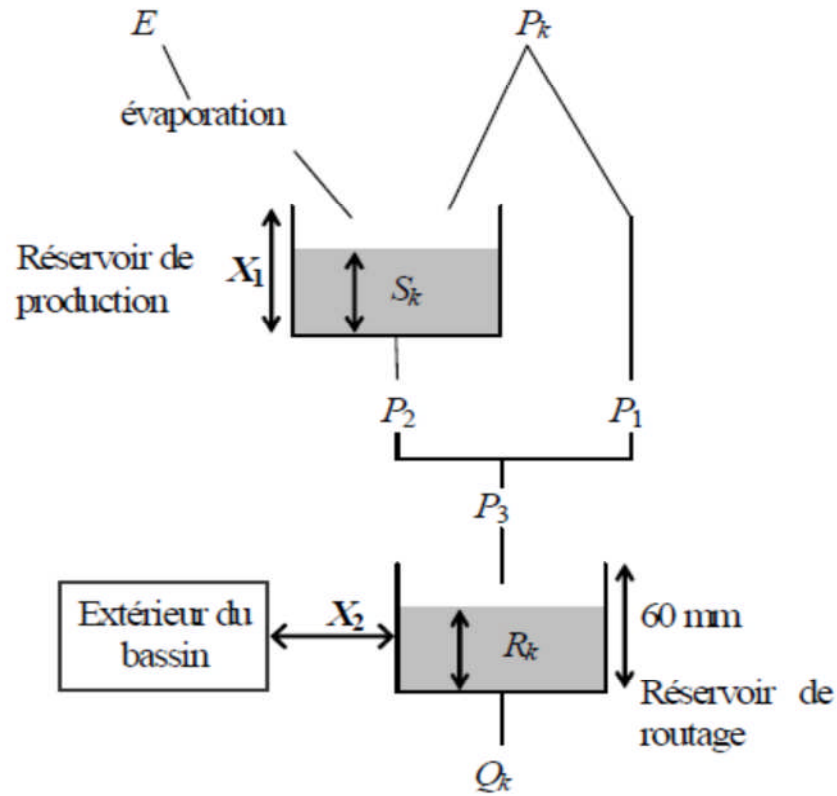 E
P_k
évaporation
Réservoir de
production
X_1
S_k
P_2
P_1
P_3
Extérieur du
bassin
X_2
R_k
60 mm
Réservoir de
routage
Q_k